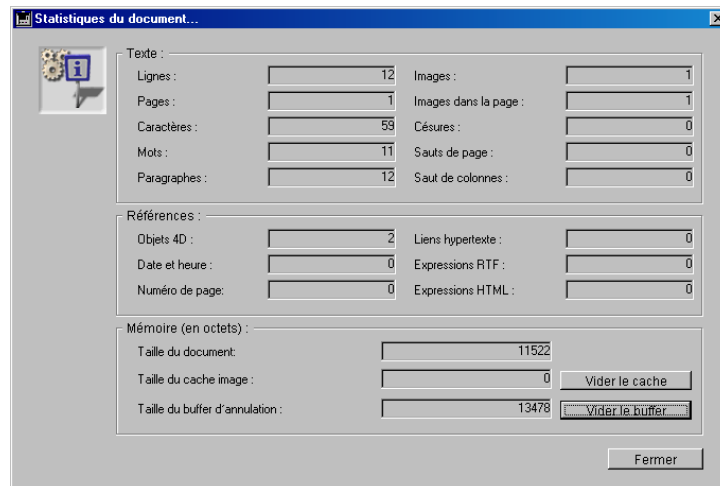 Statistiques du document...
Texte :
Lignes : 12 Images : 1
Pages : 1 Images dans la page : 1
Caractères : 59 Césures : 0
Mots : 11 Sauts de page : 0
Paragraphes : 12 Saut de colonnes : 0
Références :
Objets 4D : 2 Liens hypertexte : 0
Date et heure : 0 Expressions RTF : 0
Numéro de page: 0 Expressions HTML : 0
Mémoire (en octets) :
Taille du document: 11522
Taille du cache image : 0 Vider le cache
Taille du buffer d'annulation : 13478 Vider le buffer
Fermer